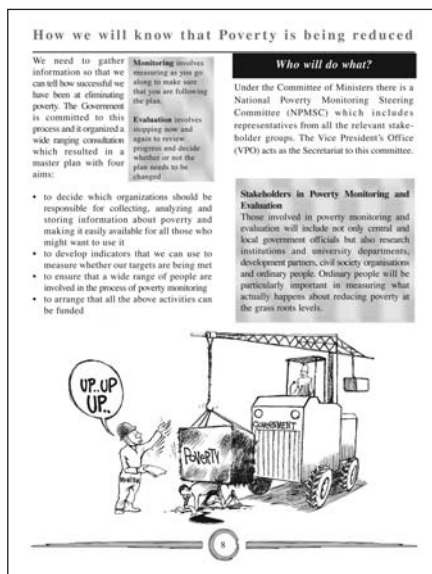 How we will know that Poverty is being reduced
We need to gather
information so that we
can tell how successful we
have been at eliminating
poverty. The Government
is committed to this
process and it organized a
wide ranging consultation
which resulted in a
master plan with four
aims:
Monitoring involves
measuring as you go
along to make sure
that you are following
the plan.
Evaluation involves
stopping now and
again to review
progress and decide
whether or not the
plan needs to be
changed
• to decide which organizations should be
responsible for collecting, analyzing and
storing information about poverty and
making it easily available for all those who
might want to use it
• to develop indicators that we can use to
measure whether our targets are being met
• to ensure that a wide range of people are
involved in the process of poverty monitoring
• to arrange that all the above activities can
be funded
Who will do what?
Under the Committee of Ministers there is a
National Poverty Monitoring Steering
Committee (NPMSC) which includes
representatives from all the relevant stake-
holder groups. The Vice President's Office
(VPO) acts as the Secretariat to this committee.
Stakeholders in Poverty Monitoring and
Evaluation
Those involved in poverty monitoring and
evaluation will include not only central and
local government officials but also research
institutions and university departments,
development partners, civil society organisations
and ordinary people. Ordinary people will be
particularly important in measuring what
actually happens about reducing poverty at
the grass roots levels.
UP..UP
UP..
POVERTY
GOVERNMENT
8